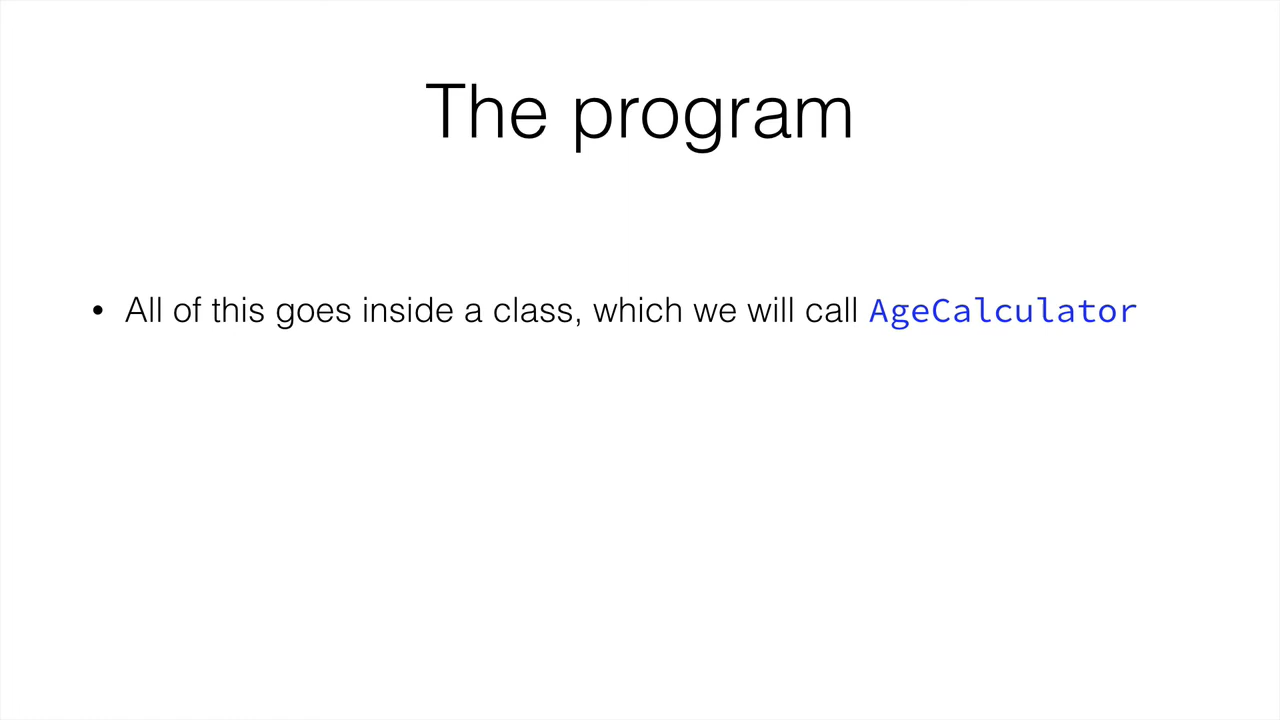 The program
• All of this goes inside a class, which we will call AgeCalculator